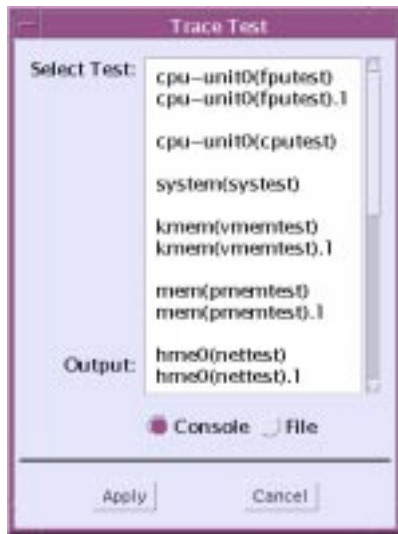 Trace Test
Select Test:
cpu-unit0(fputest)
cpu-unit0(fputest).1
cpu-unit0(cputest)
system(systest)
kmem(vmemtest)
kmem(vmemtest).1
mem(pmemtest)
mem(pmemtest).1
Output:
hme0(nettest)
hme0(nettest).1
Console File
Apply Cancel